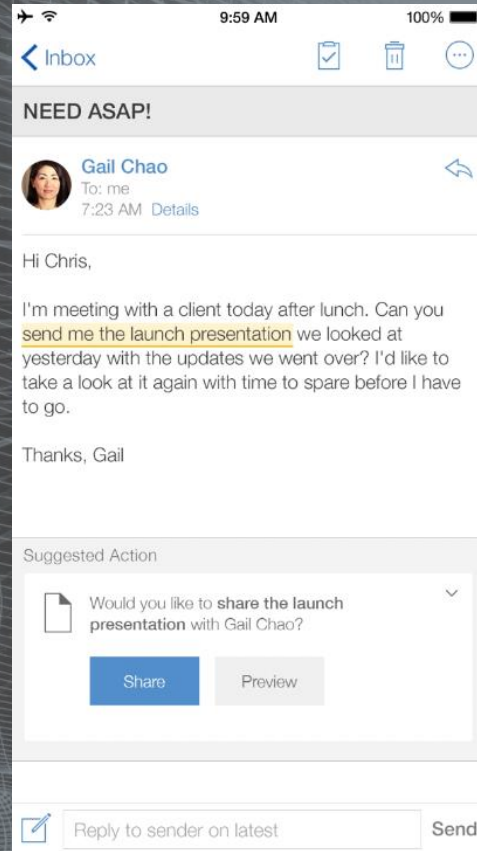 9:59 AM
100%
Inbox
NEED ASAP!
Gail Chao
To: me
7:23 AM Details
Hi Chris,
I'm meeting with a client today after lunch. Can you
send me the launch presentation we looked at
yesterday with the updates we went over? I'd like to
take a look at it again with time to spare before I have
to go.
Thanks, Gail
Suggested Action
Would you like to share the launch
presentation with Gail Chao?
Share
Preview
Reply to sender on latest
Send